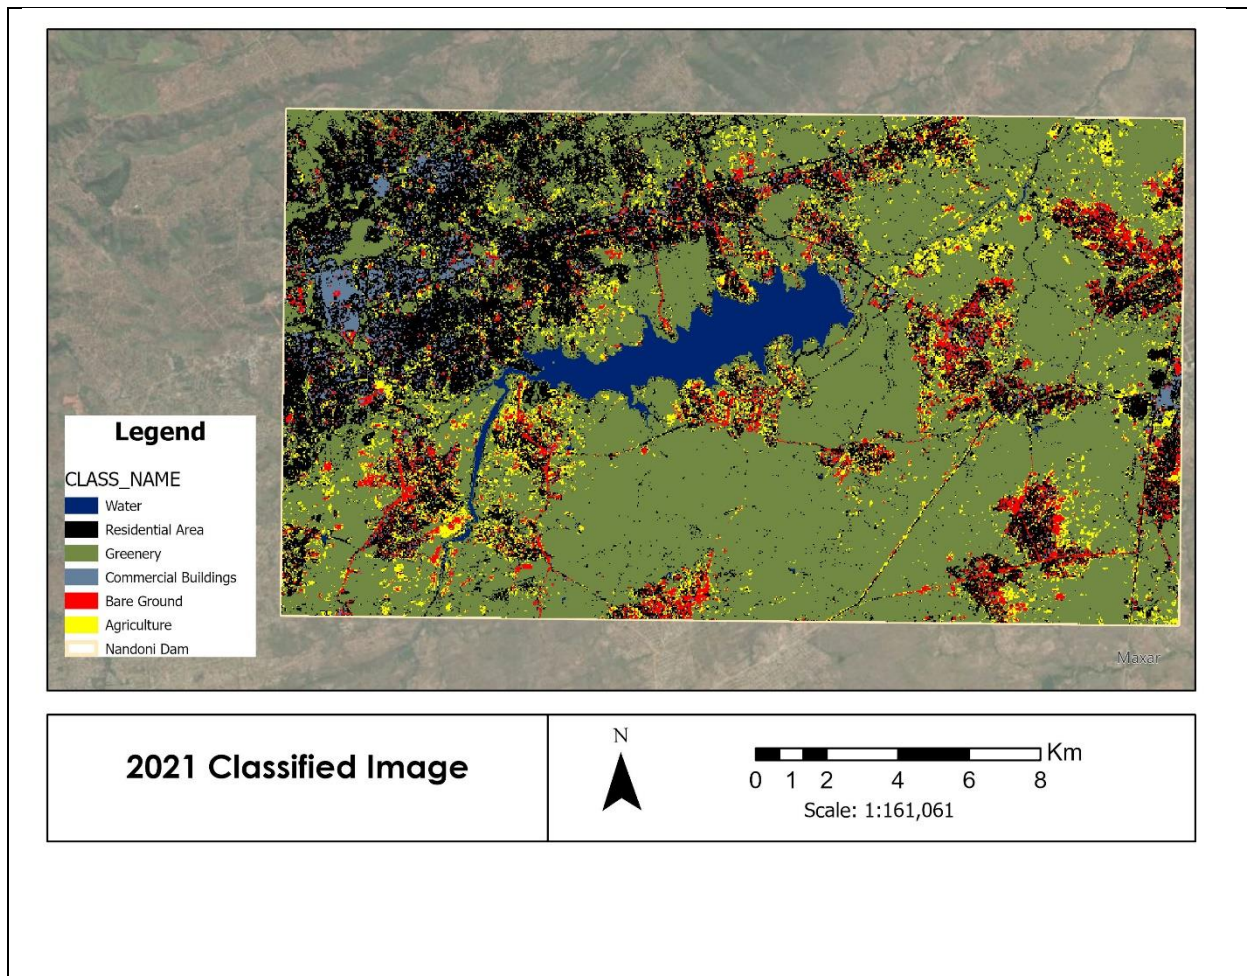 Legend
CLASS_NAME
Water
Residential Area
Greenery
Commercial Buildings
Bare Ground
Agriculture
Nandoni Dam
Maxar
2021 Classified Image
N
Km
0 1 2 4 6 8
Scale: 1:161,061